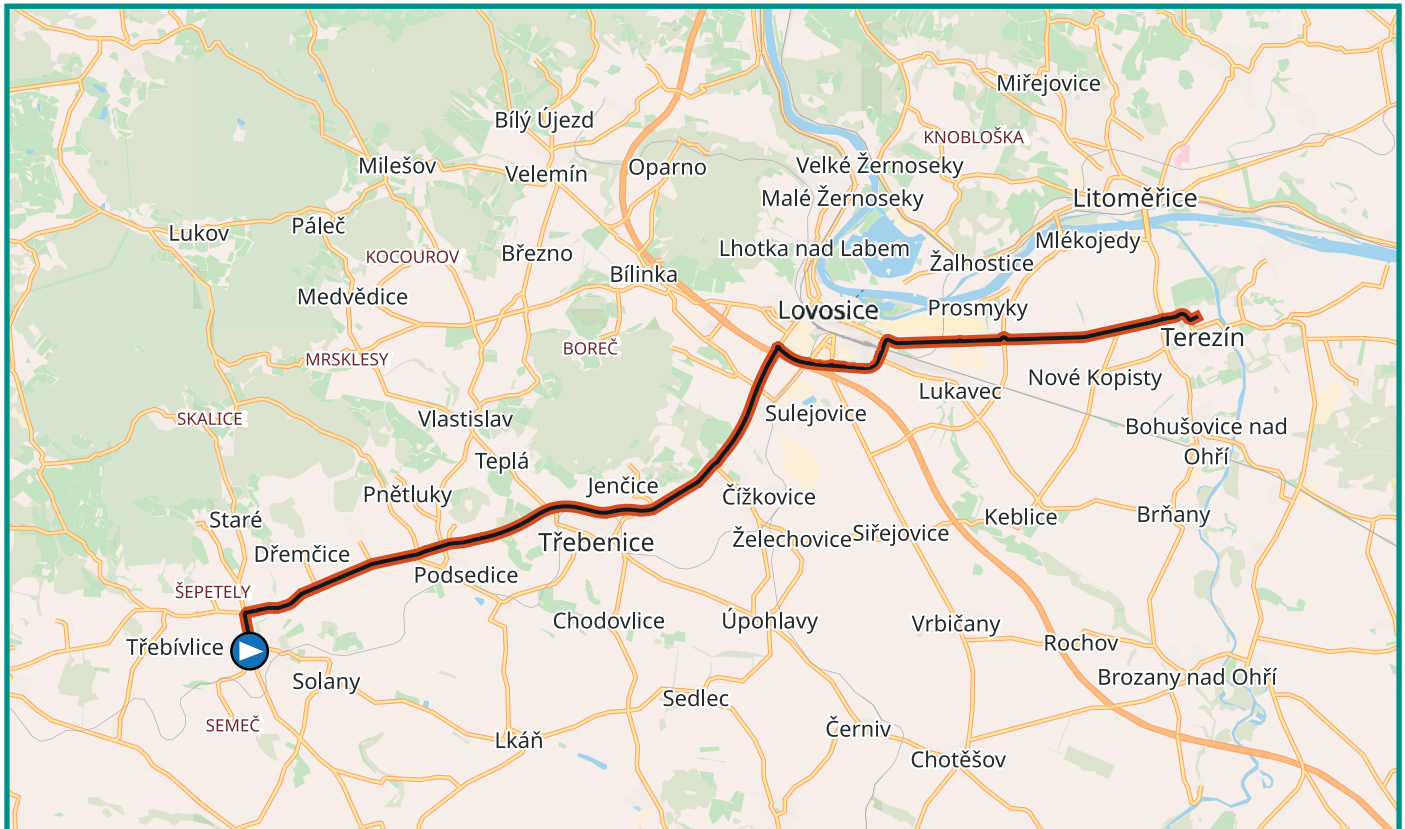 Miřejovice
Bílý Újezd
KNOBLOŠKA
Milešov
Velemín
Oparno
Velké Žernoseky
Malé Žernoseky
Litoměřice
Lukov
Páleč
KOCOUROV
Březno
Lhotka nad Labem
Mlékojedy
Bílinka
Žalhostice
Medvědice
Lovosice
Prosmyky
Terezín
MRSKLESY
BOREČ
Lukavec
Nové Kopisty
SKALICE
Vlastislav
Sulejovice
Bohušovice nad
Ohří
Teplá
Pnětluky
Jenčice
Čížkovice
Staré
Keblice
Brňany
Dřemčice
Třebenice
Želechovice
Siřejovice
Podsedice
ŠEPETELY
Chodovlice
Úpohlavy
Vrbičany
Třebívlice
Rochov
Solany
Brozany nad Ohří
Sedlec
SEMEČ
Lkáň
Černiv
Chotěšov